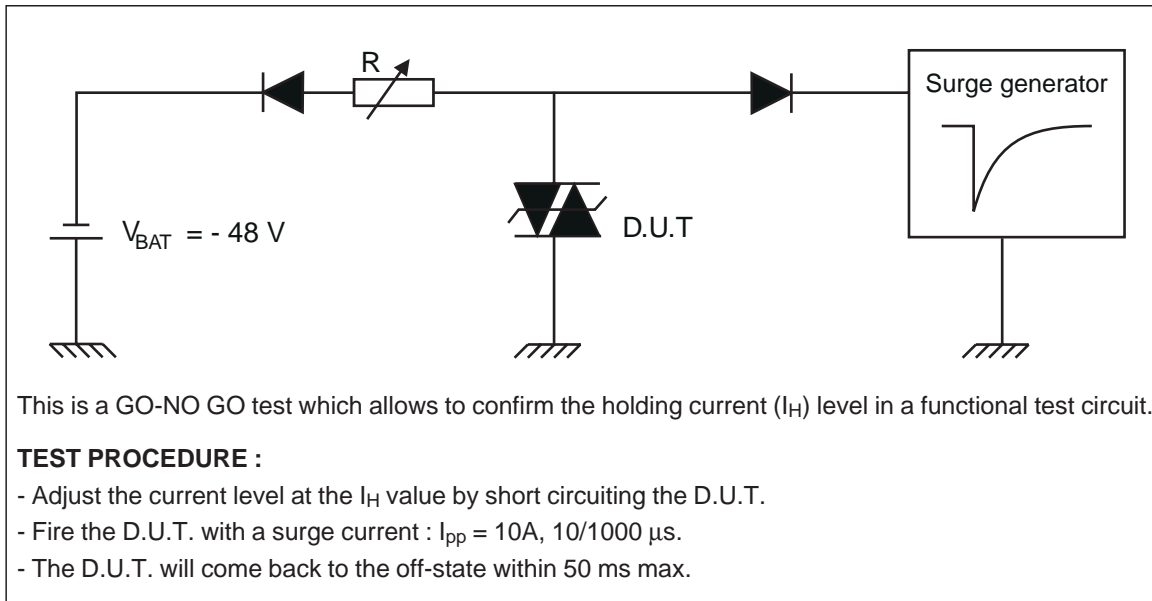 R
Surge generator
V_BAT = - 48 V
D.U.T
This is a GO-NO GO test which allows to confirm the holding current (I_H) level in a functional test circuit.
TEST PROCEDURE :
- Adjust the current level at the I_H value by short circuiting the D.U.T.
- Fire the D.U.T. with a surge current : I_pp = 10A, 10/1000 μs.
- The D.U.T. will come back to the off-state within 50 ms max.